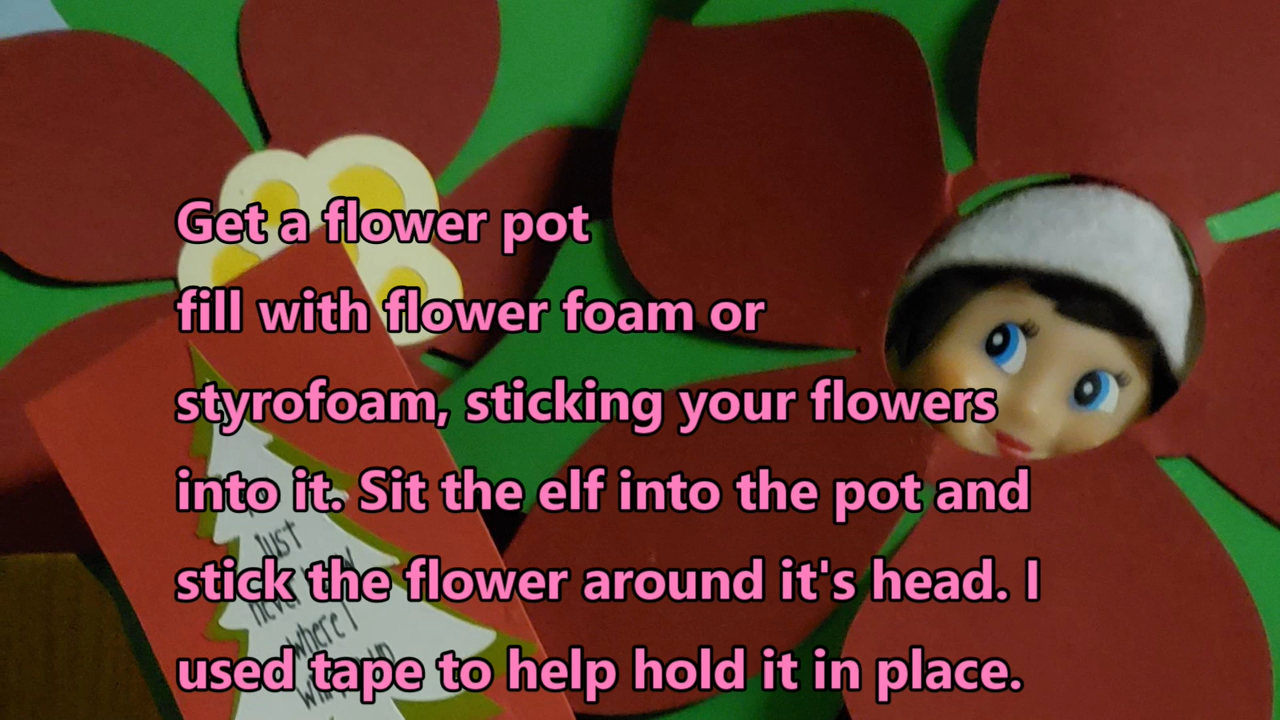 Get a flower pot
fill with flower foam or
styrofoam, sticking your flowers
into it. Sit the elf into the pot and
stick the flower around it's head. I
used tape to help hold it in place.
just
never
where I